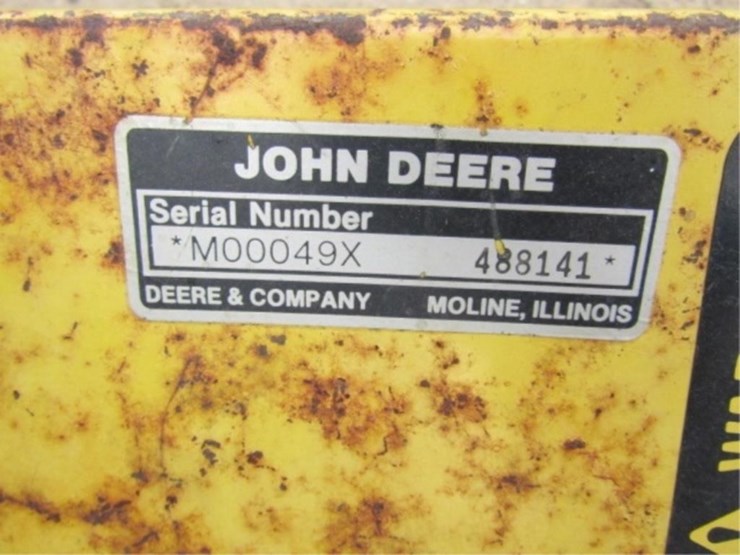 JOHN DEERE
Serial Number
*M00049X 488141*
DEERE & COMPANY MOLINE, ILLINOIS